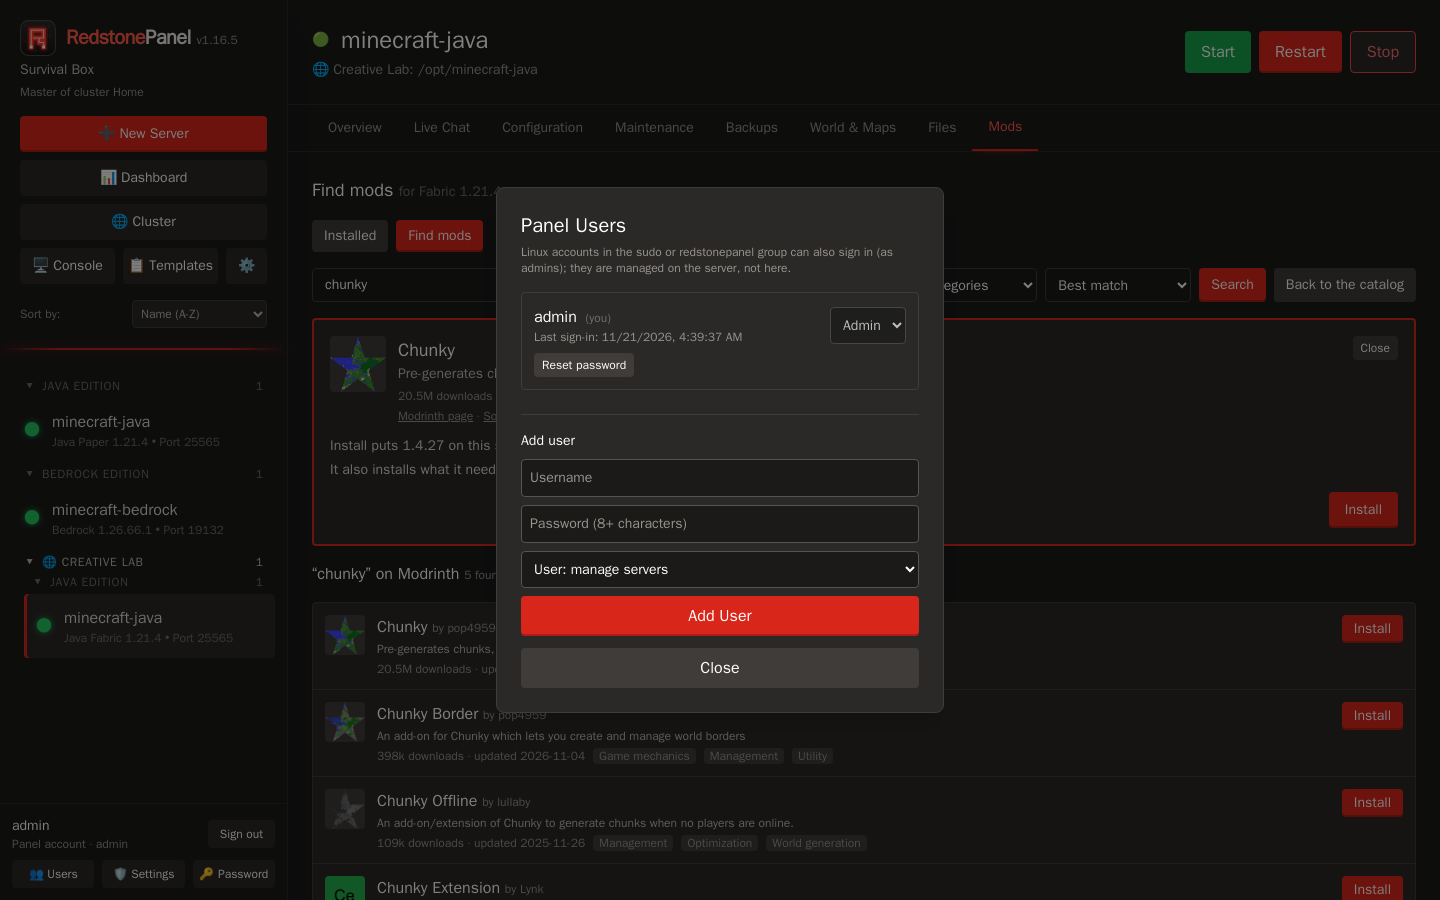 RedstonePanel v1.16.5
Survival Box
Master of cluster Home
➕ New Server
📊 Dashboard
🌐 Cluster
🖥️ Console
📋 Templates
⚙️
Sort by:
Name (A-Z)
▼ JAVA EDITION 1
minecraft-java
Java Paper 1.21.4 • Port 25565
▼ BEDROCK EDITION 1
minecraft-bedrock
Bedrock 1.26.66.1 • Port 19132
▼ 🌐 CREATIVE LAB 1
▼ JAVA EDITION 1
minecraft-java
Java Fabric 1.21.4 • Port 25565
admin
Panel account · admin
Sign out
👥 Users
🛡️ Settings
🔑 Password
minecraft-java
🌐 Creative Lab: /opt/minecraft-java
Start
Restart
Stop
Overview
Live Chat
Configuration
Maintenance
Backups
World & Maps
Files
Mods
Find mods for Fabric 1.21.4
Installed
Find mods
chunky
egories
Best match
Search
Back to the catalog
Chunky
Pre-generates
20.5M downloads
Modrinth page ·
Close
Install puts 1.4.27 on this
It also installs what it need
Install
“chunky” on Modrinth 5
Chunky by pop4959
Pre-generates chunks,
20.5M downloads ·
Install
Chunky Border by pop4959
An add-on for Chunky which lets you create and manage world borders
398k downloads · updated 2026-11-04 Game mechanics Management Utility
Install
Chunky Offline by lullaby
An add-on/extension of Chunky to generate chunks when no players are online.
109k downloads · updated 2025-11-26 Management Optimization World generation
Install
Ce
Chunky Extension by Lynk
Install
Panel Users
Linux accounts in the sudo or redstonepanel group can also sign in (as
admins); they are managed on the server, not here.
admin (you)
Last sign-in: 11/21/2026, 4:39:37 AM
Reset password
Admin
Add user
Username
Password (8+ characters)
User: manage servers
Add User
Close